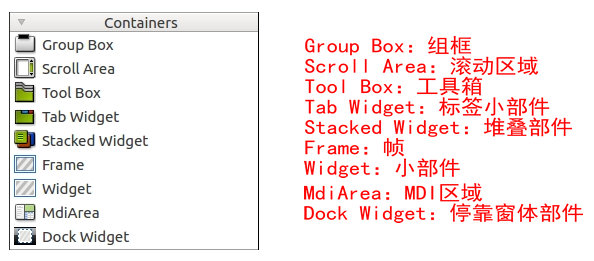 Containers
Group Box
Scroll Area
Tool Box
Tab Widget
Stacked Widget
Frame
Widget
MdiArea
Dock Widget
Group Box：组框
Scroll Area：滚动区域
Tool Box：工具箱
Tab Widget：标签小部件
Stacked Widget：堆叠部件
Frame：帧
Widget：小部件
MdiArea：MDI区域
Dock Widget：停靠窗体部件